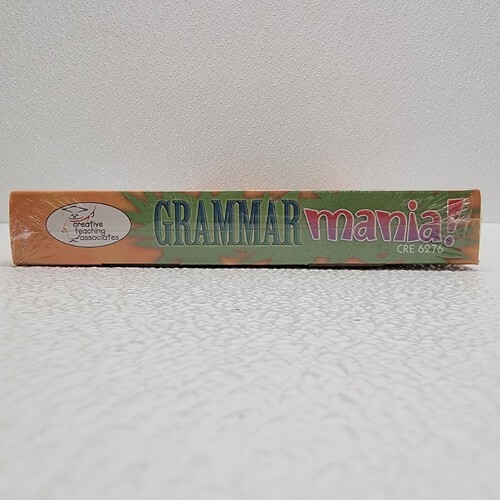 creative
teaching
associates
GRAMMAR mania!
CRE 6276